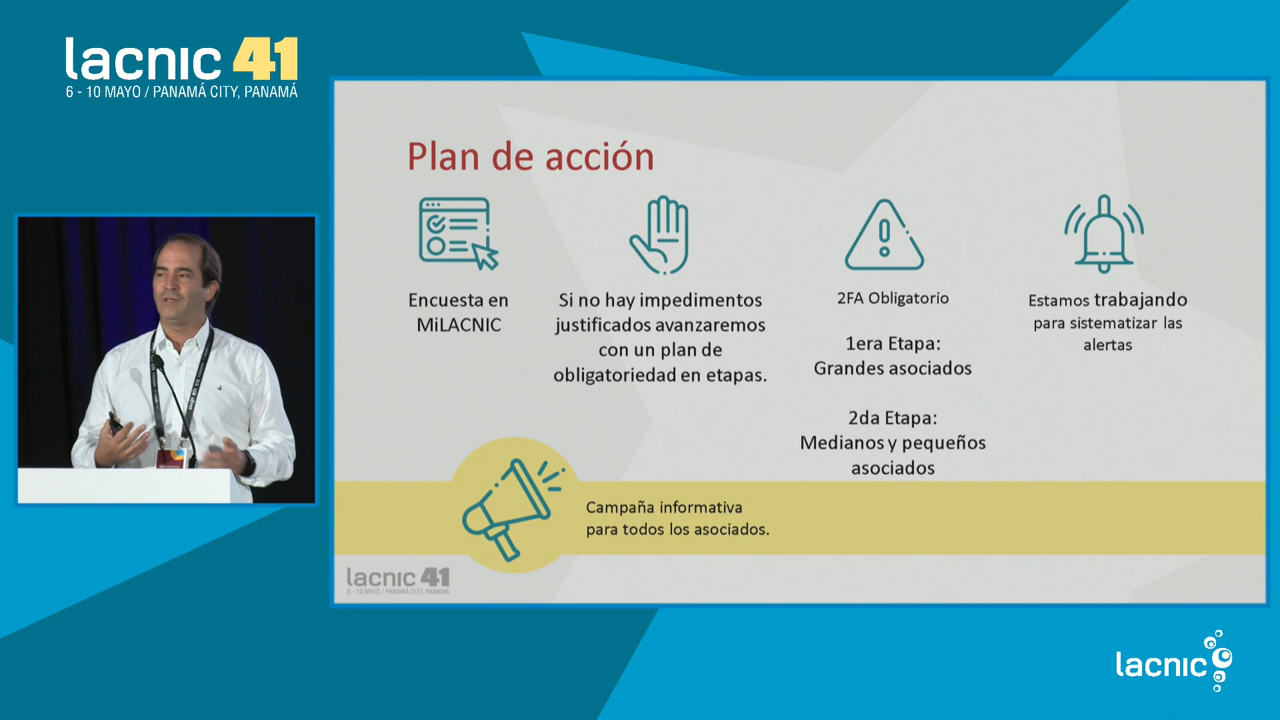 lacnic 41
6 - 10 MAYO / PANAMÁ CITY, PANAMÁ
Plan de acción
Encuesta en
MiLACNIC
Si no hay impedimentos
justificados avanzaremos
con un plan de
obligatoriedad en etapas.
2FA Obligatorio
1era Etapa:
Grandes asociados
2da Etapa:
Medianos y pequeños
asociados
Estamos trabajando
para sistematizar las
alertas
Campaña informativa
para todos los asociados.
lacnic 41
6 - 10 MAYO / PANAMÁ CITY, PANAMÁ
lacnic